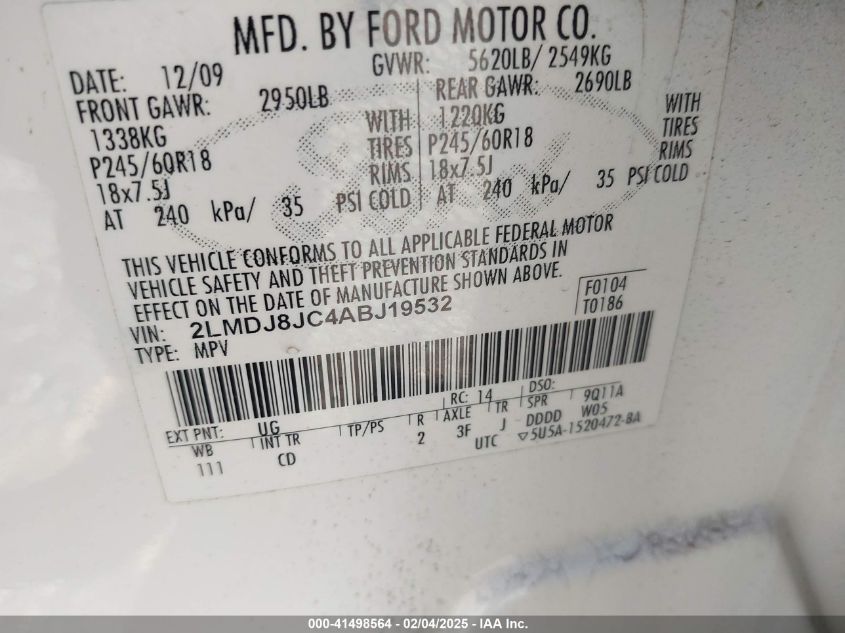 MFD. BY FORD MOTOR CO.
DATE: 12/09 GVWR: 5620LB/ 2549KG
FRONT GAWR: 2950LB REAR GAWR: 2690LB
1338KG WITH 1220KG WITH
P245/60R18 TIRES P245/60R18 TIRES
18x7.5J RIMS 18x7.5J RIMS
AT 240 kPa/ 35 PSI COLD AT 240 kPa/ 35 PSI COLD
THIS VEHICLE CONFORMS TO ALL APPLICABLE FEDERAL MOTOR
VEHICLE SAFETY AND THEFT PREVENTION STANDARDS IN
EFFECT ON THE DATE OF MANUFACTURE SHOWN ABOVE.
VIN: 2LMDJ8JC4ABJ19532 F0104
TYPE: MPV T0186
EXT PNT: UG RC: 14 DSO:
WB INT TR TP/PS R AXLE TR SPR 9Q11A
111 CD 2 3F J DDDD W05
UTC ▽5U5A-1520472-BA
000-41498564 - 02/04/2025 - IAA Inc.